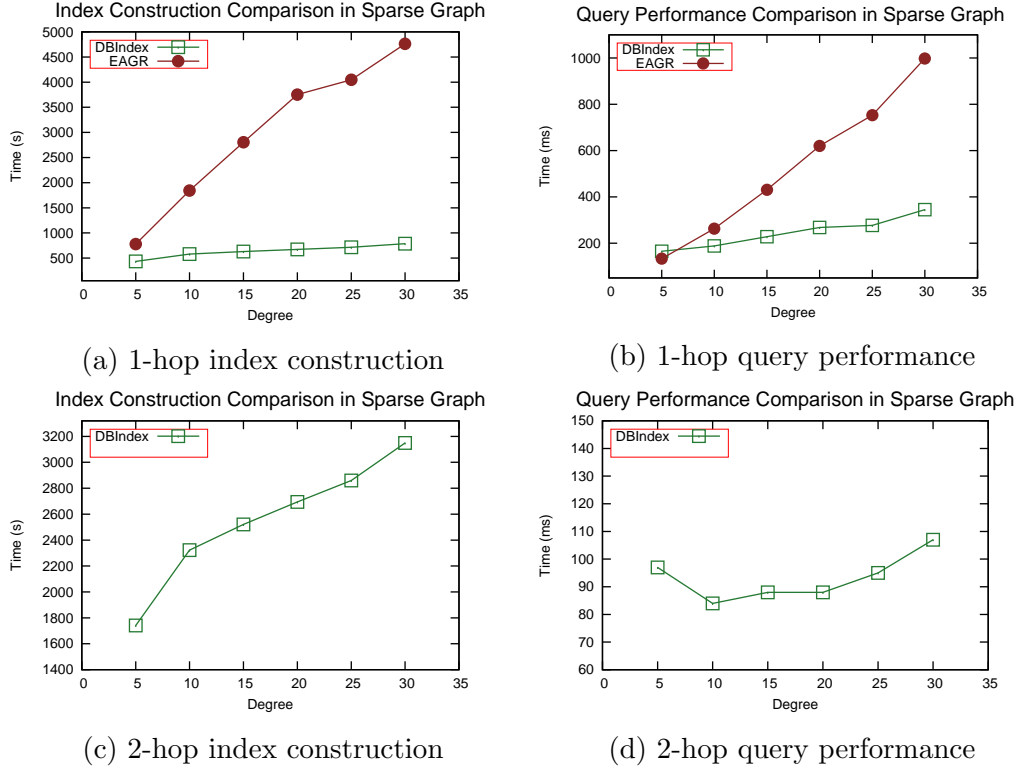 Index Construction Comparison in Sparse Graph
5000
4500
4000
3500
3000
2500
2000
1500
1000
500
Time (s)
DBIndex
EAGR
0 5 10 15 20 25 30 35
Degree
(a) 1-hop index construction
Query Performance Comparison in Sparse Graph
1000
800
600
400
200
Time (ms)
DBIndex
EAGR
0 5 10 15 20 25 30 35
Degree
(b) 1-hop query performance
Index Construction Comparison in Sparse Graph
3200
3000
2800
2600
2400
2200
2000
1800
1600
1400
Time (s)
DBIndex
0 5 10 15 20 25 30 35
Degree
(c) 2-hop index construction
Query Performance Comparison in Sparse Graph
150
140
130
120
110
100
90
80
70
60
Time (ms)
DBIndex
0 5 10 15 20 25 30 35
Degree
(d) 2-hop query performance